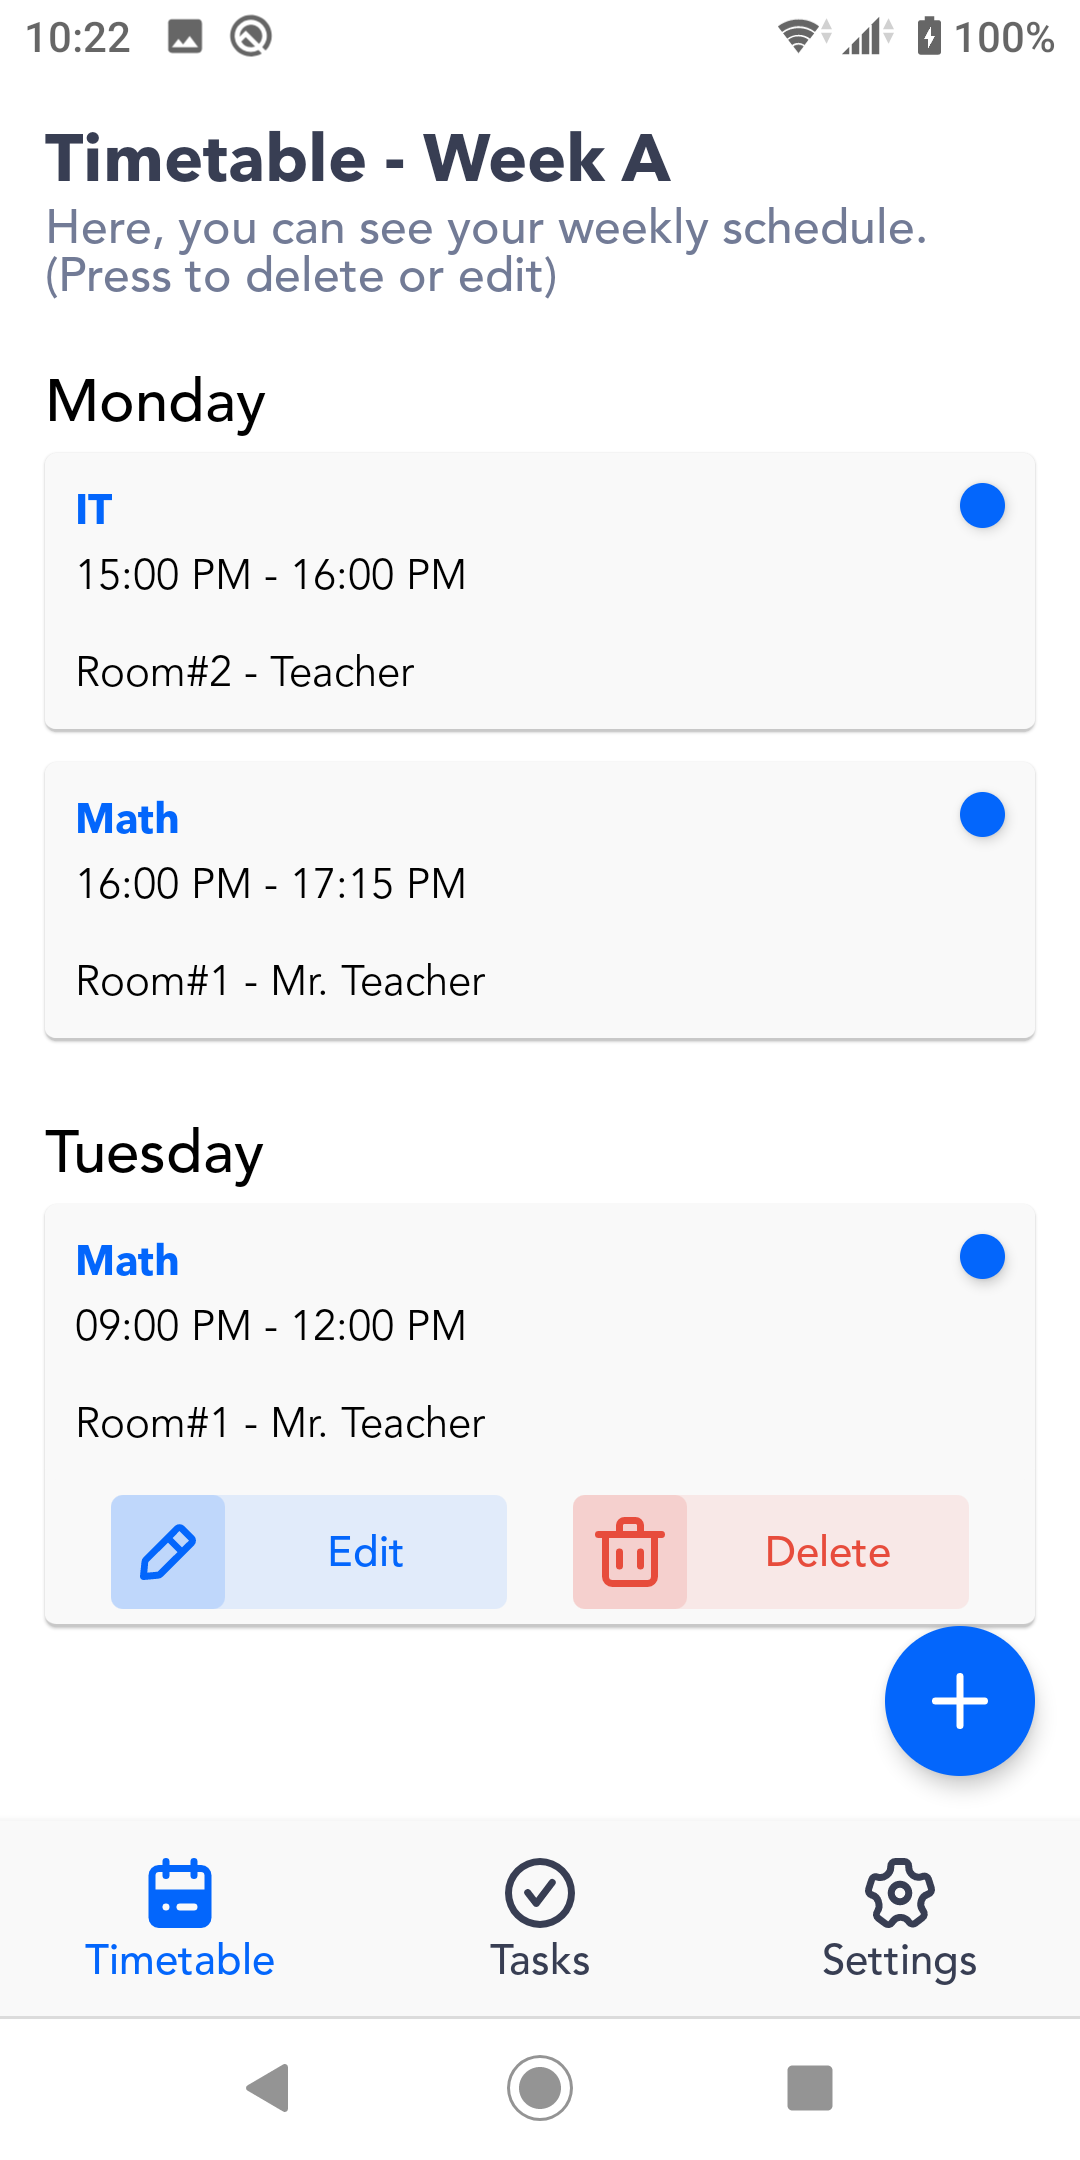 10:22
100%
Timetable - Week A
Here, you can see your weekly schedule.
(Press to delete or edit)
Monday
IT
15:00 PM - 16:00 PM
Room#2 - Teacher
Math
16:00 PM - 17:15 PM
Room#1 - Mr. Teacher
Tuesday
Math
09:00 PM - 12:00 PM
Room#1 - Mr. Teacher
Edit
Delete
Timetable
Tasks
Settings